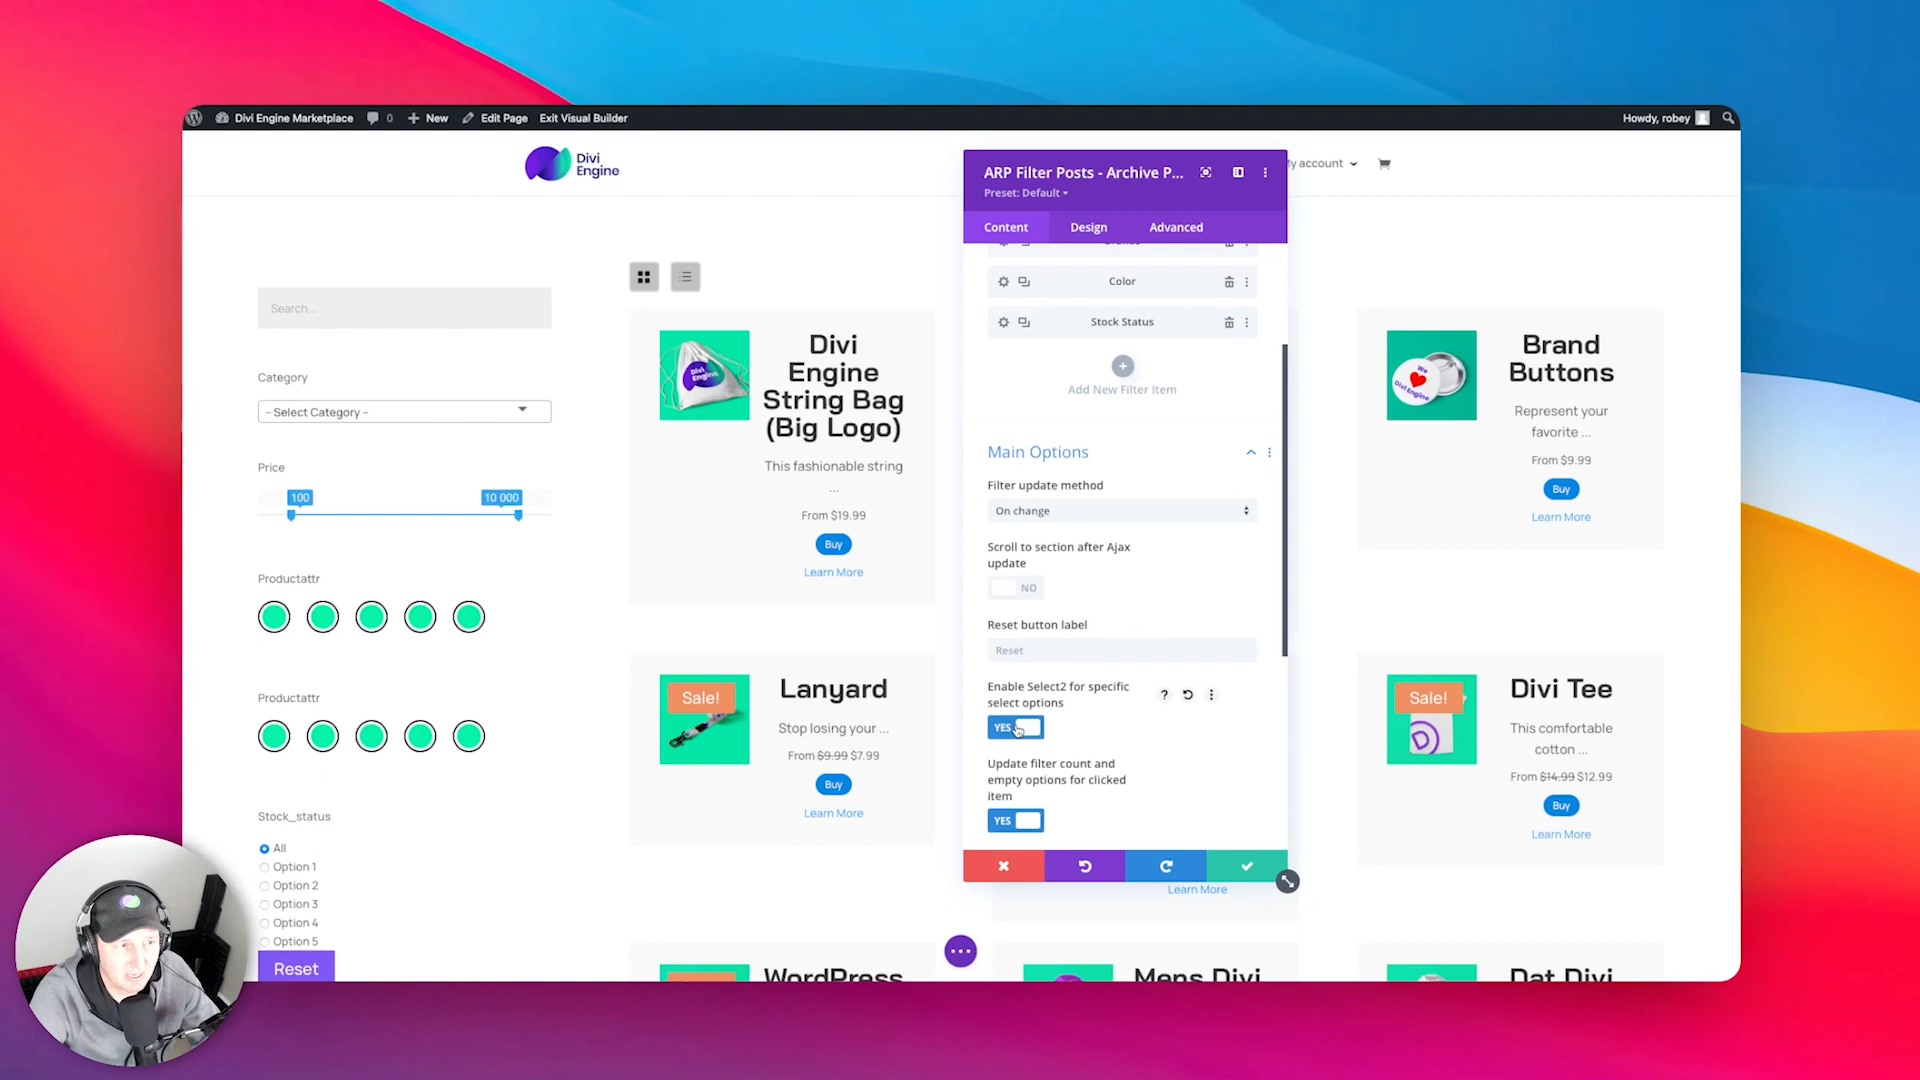 Divi Engine Marketplace
0
New
Edit Page
Exit Visual Builder
Howdy, robey
Divi
Engine
My account
ARP Filter Posts - Archive P...
Preset: Default
Content
Design
Advanced
Color
Stock Status
Add New Filter Item
Main Options
Filter update method
On change
Scroll to section after Ajax
update
NO
Reset button label
Reset
Enable Select2 for specific
select options
?
YES
Update filter count and
empty options for clicked
item
YES
Search...
Category
-- Select Category --
Price
100
10 000
Productattr
Productattr
Stock_status
All
Option 1
Option 2
Option 3
Option 4
Option 5
Reset
Divi
Engine
Divi
Engine
String Bag
(Big Logo)
This fashionable string
...
From $19.99
Buy
Learn More
We
Divi Engine
Brand
Buttons
Represent your
favorite ...
From $9.99
Buy
Learn More
Sale!
Lanyard
Stop losing your ...
From $9.99 $7.99
Buy
Learn More
Sale!
Divi Tee
This comfortable
cotton ...
From $14.99 $12.99
Buy
Learn More
Learn More
WordPress
Mens Divi
Dat Divi